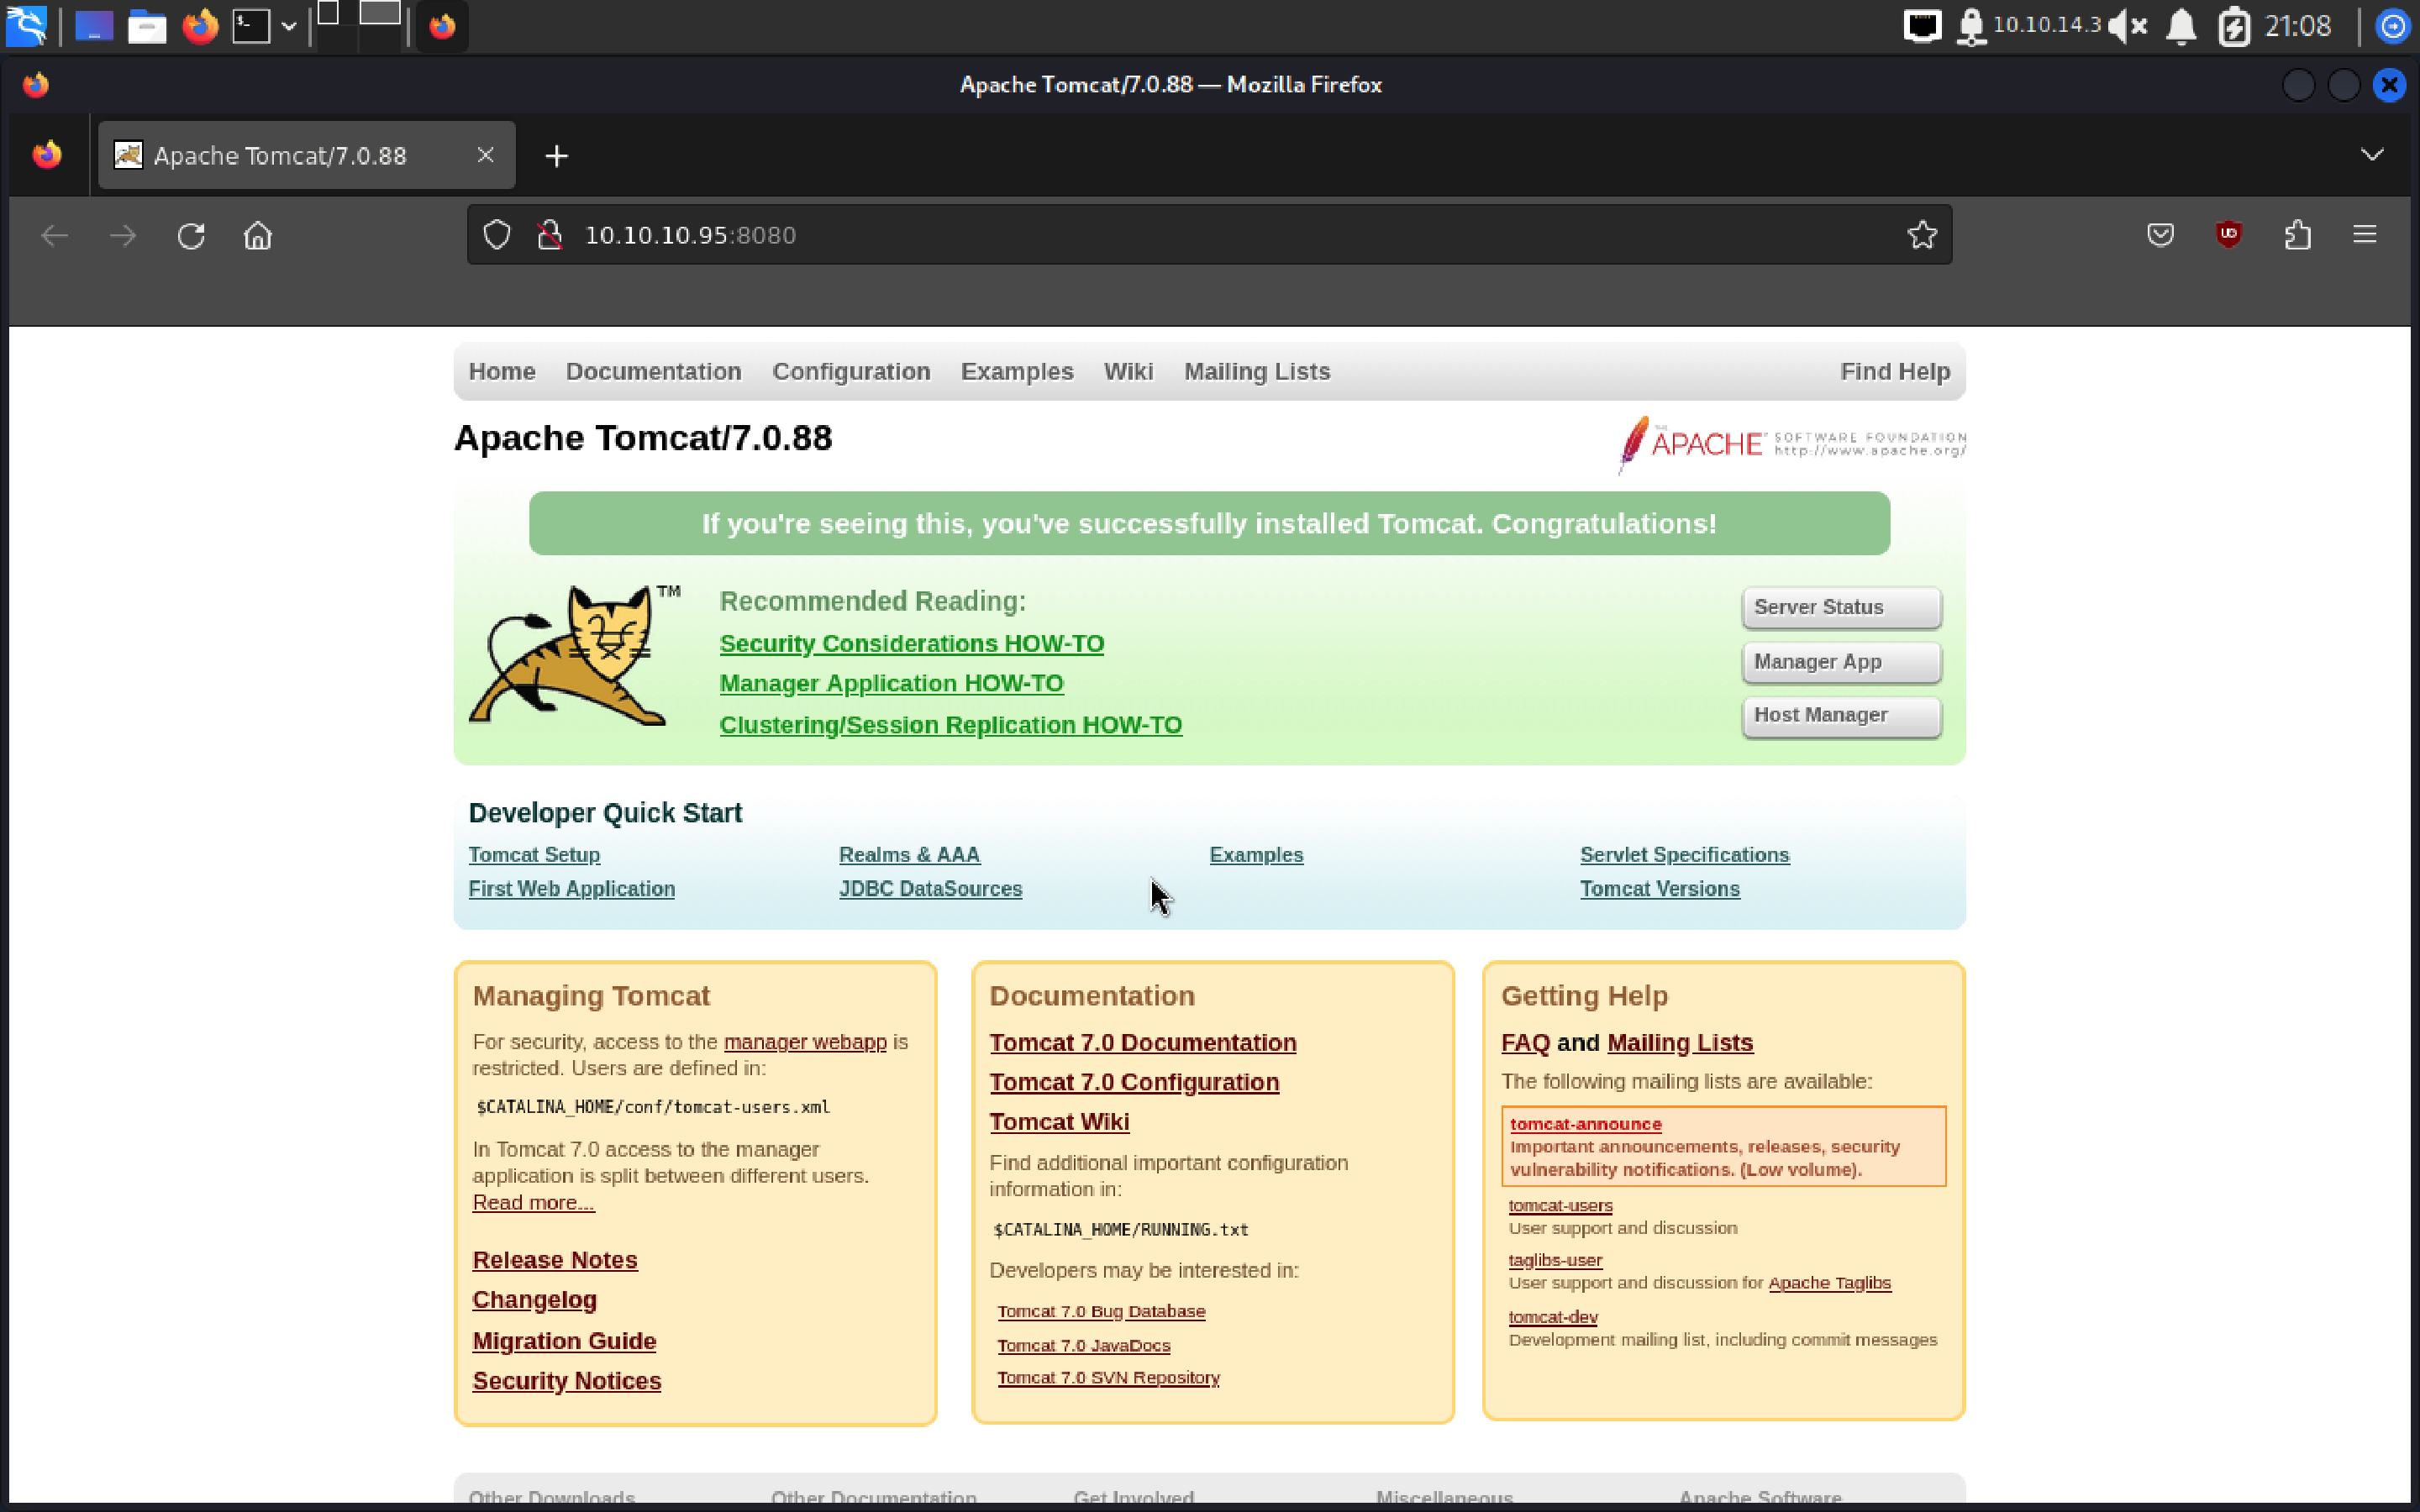 10.10.14.3
21:08
Apache Tomcat/7.0.88 — Mozilla Firefox
Apache Tomcat/7.0.88
10.10.10.95:8080
Home Documentation Configuration Examples Wiki Mailing Lists Find Help
Apache Tomcat/7.0.88
THE APACHE SOFTWARE FOUNDATION
http://www.apache.org/
If you're seeing this, you've successfully installed Tomcat. Congratulations!
TM
Recommended Reading:
Security Considerations HOW-TO
Manager Application HOW-TO
Clustering/Session Replication HOW-TO
Server Status
Manager App
Host Manager
Developer Quick Start
Tomcat Setup
First Web Application
Realms & AAA
JDBC DataSources
Examples
Servlet Specifications
Tomcat Versions
Managing Tomcat
For security, access to the manager webapp is
restricted. Users are defined in:
$CATALINA_HOME/conf/tomcat-users.xml
In Tomcat 7.0 access to the manager
application is split between different users.
Read more...
Release Notes
Changelog
Migration Guide
Security Notices
Documentation
Tomcat 7.0 Documentation
Tomcat 7.0 Configuration
Tomcat Wiki
Find additional important configuration
information in:
$CATALINA_HOME/RUNNING.txt
Developers may be interested in:
Tomcat 7.0 Bug Database
Tomcat 7.0 JavaDocs
Tomcat 7.0 SVN Repository
Getting Help
FAQ and Mailing Lists
The following mailing lists are available:
tomcat-announce
Important announcements, releases, security
vulnerability notifications. (Low volume).
tomcat-users
User support and discussion
taglibs-user
User support and discussion for Apache Taglibs
tomcat-dev
Development mailing list, including commit messages
Other Downloads Other Documentation Get Involved Miscellaneous Apache Software